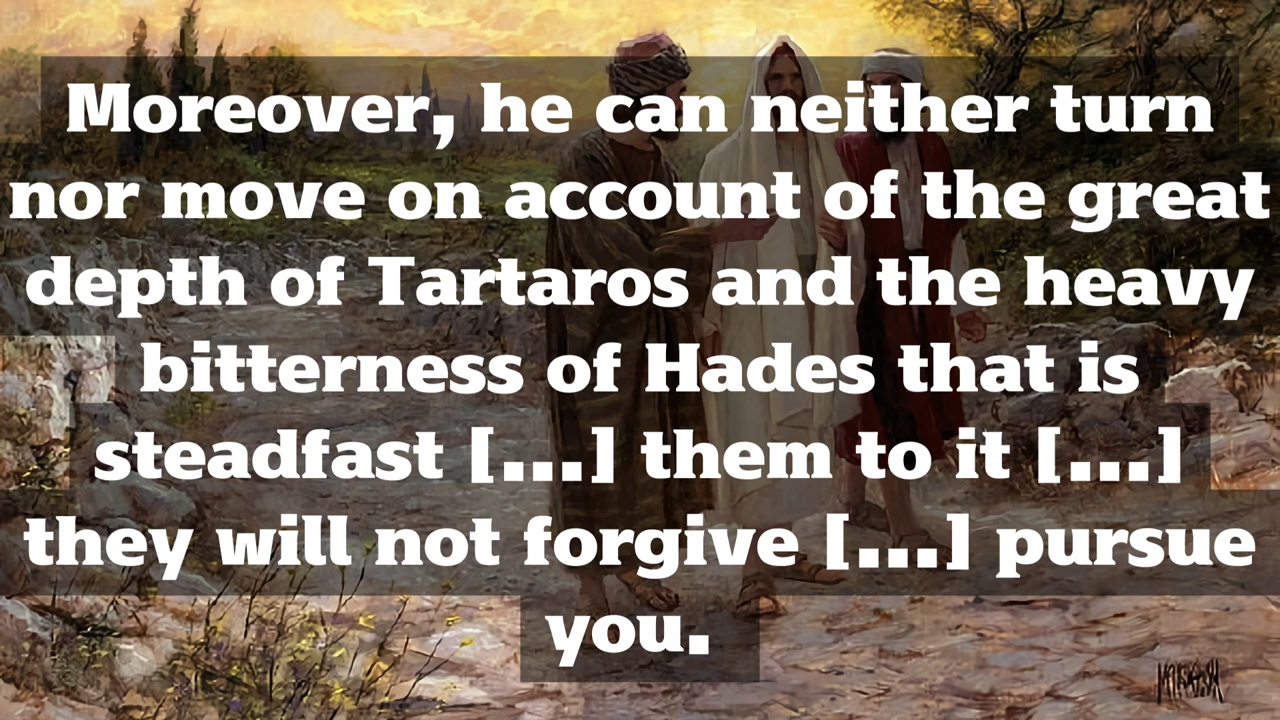 Moreover, he can neither turn
nor move on account of the great
depth of Tartaros and the heavy
bitterness of Hades that is
steadfast [...] them to it [...]
they will not forgive [...] pursue
you.